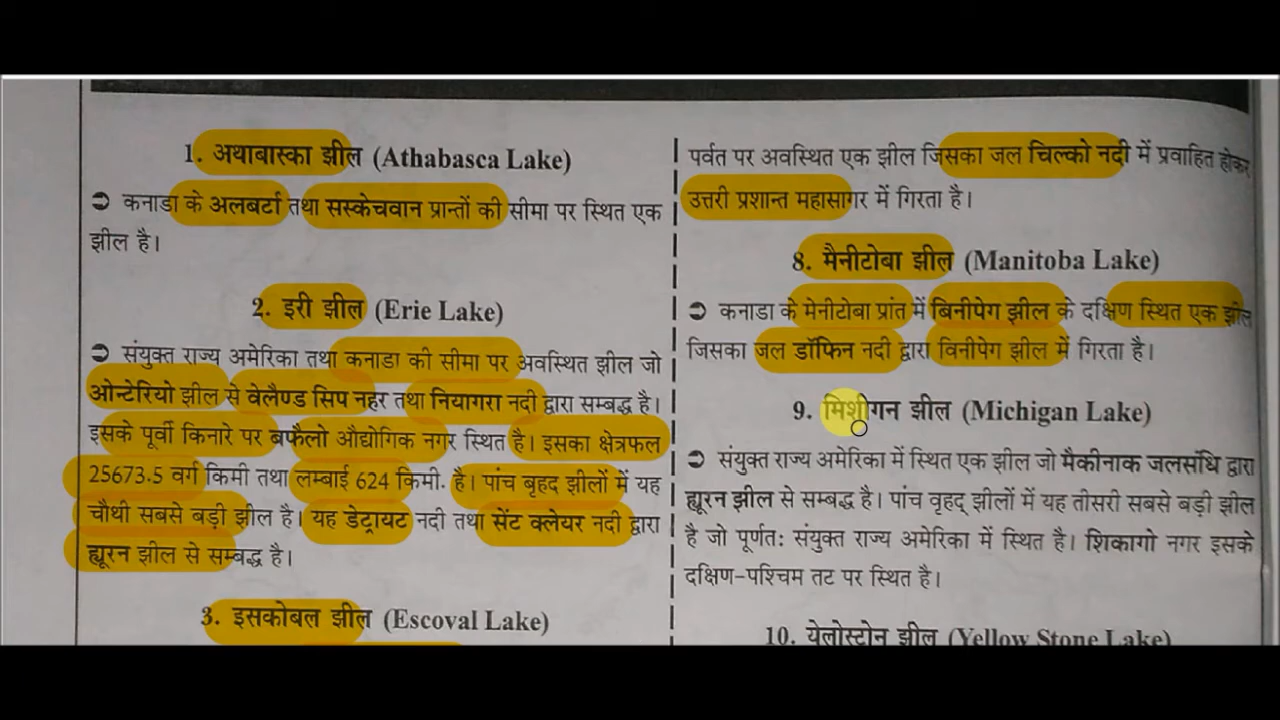 1. अथाबास्का झील (Athabasca Lake)
➲ कनाडा के अलबर्टा तथा सस्केचवान प्रान्तों की सीमा पर स्थित एक
झील है।
2. इरी झील (Erie Lake)
➲ संयुक्त राज्य अमेरिका तथा कनाडा की सीमा पर अवस्थित झील जो
ओन्टेरियो झील से वेलैण्ड सिप नहर तथा नियागरा नदी द्वारा सम्बद्ध है।
इसके पूर्वी किनारे पर बफैलो औद्योगिक नगर स्थित है। इसका क्षेत्रफल
25673.5 वर्ग किमी तथा लम्बाई 624 किमी. है। पांच बृहद झीलों में यह
चौथी सबसे बड़ी झील है। यह डेट्रायट नदी तथा सेंट क्लेयर नदी द्वारा
ह्यूरन झील से सम्बद्ध है।
3. इसकोबल झील (Escoval Lake)
पर्वत पर अवस्थित एक झील जिसका जल चिल्को नदी में प्रवाहित होकर
उत्तरी प्रशान्त महासागर में गिरता है।
8. मैनीटोबा झील (Manitoba Lake)
➲ कनाडा के मेनीटोबा प्रांत में बिनीपेग झील के दक्षिण स्थित एक झील
जिसका जल डॉफिन नदी द्वारा विनीपेग झील में गिरता है।
9. मिशीगन झील (Michigan Lake)
➲ संयुक्त राज्य अमेरिका में स्थित एक झील जो मैकीनाक जलसंधि द्वारा
ह्यूरन झील से सम्बद्ध है। पांच वृहद झीलों में यह तीसरी सबसे बड़ी झील
है जो पूर्णतः संयुक्त राज्य अमेरिका में स्थित है। शिकागो नगर इसके
दक्षिण-पश्चिम तट पर स्थित है।
10. येलोस्टोन झील (Yellow Stone Lake)